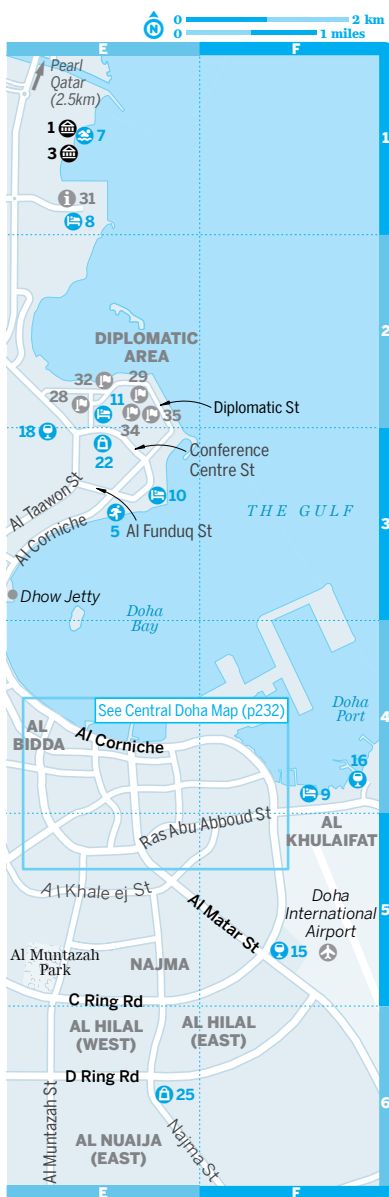 0 2 km
N
0 1 miles
E F
Pearl
Qatar
(2.5km)
1
1
7
3
31
8
2
DIPLOMATIC
AREA
32 29
28 11
Diplomatic St
34 35
18
22
Conference
Centre St
10
Al Taawon St
5 Al Funduq St
Al Corniche
THE GULF
3
Dhow Jetty
Doha
Bay
See Central Doha Map (p232)
Doha
Port
4
AL
BIDDA
Al Corniche
16
9
Ras Abu Abboud St
AL
KHULAIFAT
Al Khaleej St
Al Matar St
Doha
International
Airport
5
Al Muntazah
Park
NAJMA
15
C Ring Rd
AL HILAL
(WEST)
AL HILAL
(EAST)
D Ring Rd
25
6
Al Muntazah St
AL NUAIJA
(EAST)
Najma St
E F